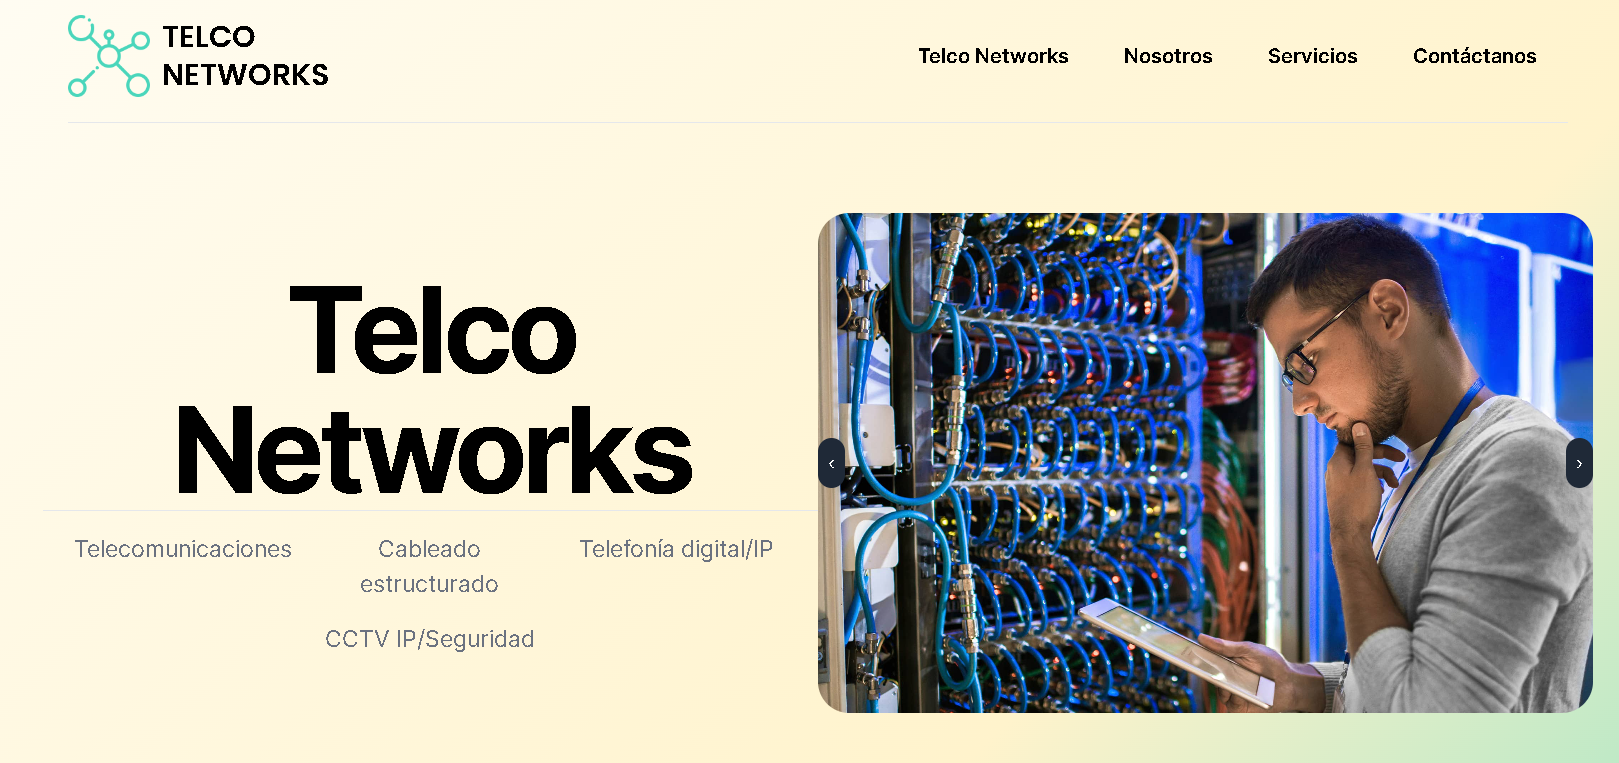 TELCO
NETWORKS
Telco Networks
Nosotros
Servicios
Contáctanos
Telco
Networks
Telecomunicaciones
Cableado
estructurado
Telefonía digital/IP
CCTV IP/Seguridad
‹
›